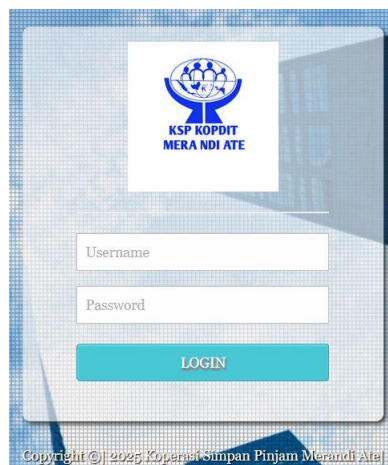 KSP KOPDIT
MERA NDI ATE
Username
Password
LOGIN
Copyright ©| 2025 Koperasi Simpan Pinjam Merandi Ate|